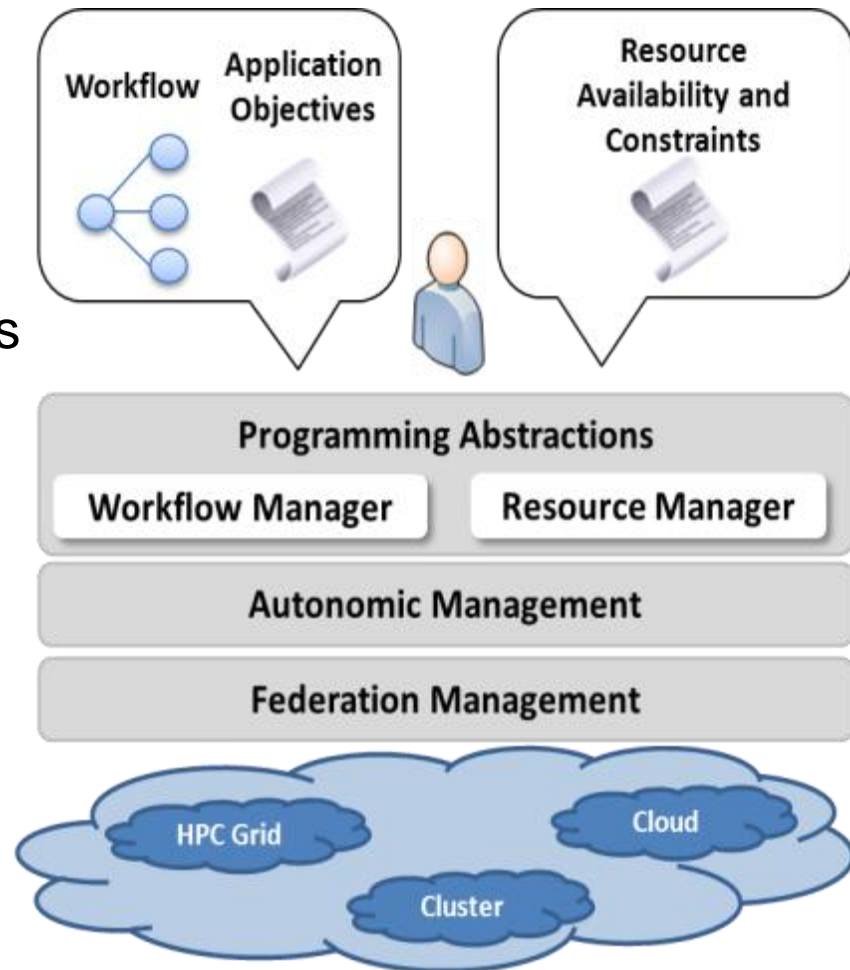 Workflow
Application
Objectives
Resource
Availability and
Constraints
s
Programming Abstractions
Workflow Manager
Resource Manager
Autonomic Management
Federation Management
HPC Grid
Cloud
Cluster